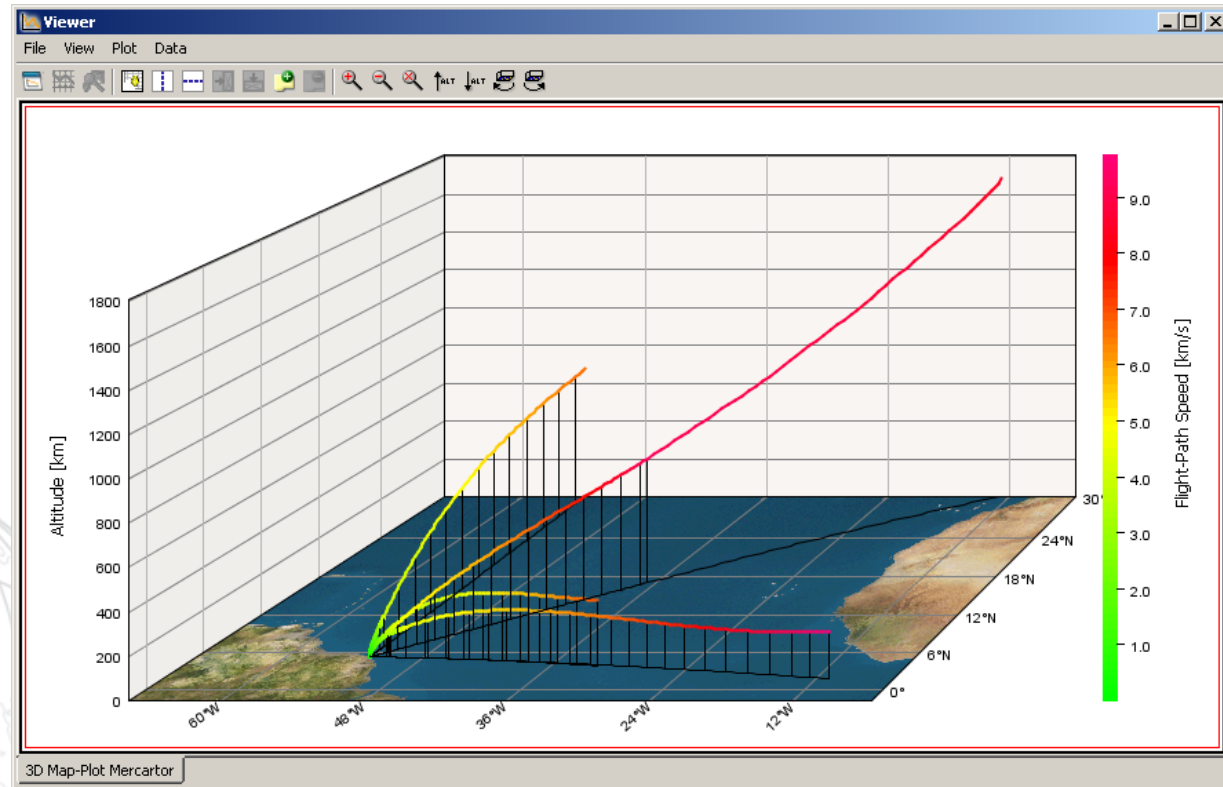 Viewer
File View Plot Data
ALT ALT
1800
1600
1400
1200
1000
800
600
400
200
0
Altitude [km]
60°W
48°W
36°W
24°W
12°W
0°
6°N
12°N
18°N
24°N
30°
9.0
8.0
7.0
6.0
5.0
4.0
3.0
2.0
1.0
Flight-Path Speed [km/s]
3D Map-Plot Mercartor